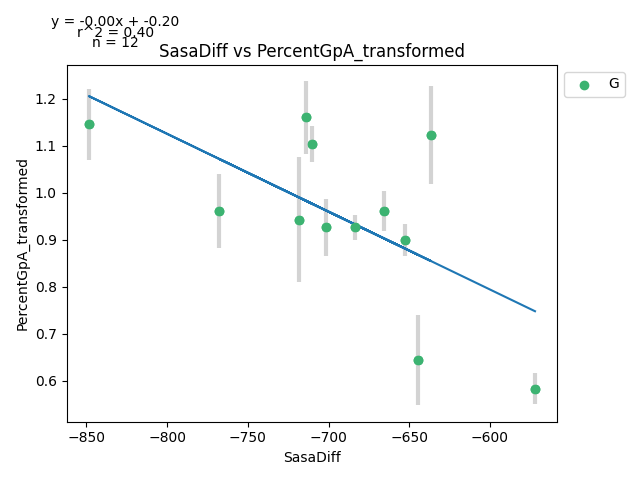 y = -0.00x + -0.20
r^2 = 0.40
n = 12
SasaDiff vs PercentGpA_transformed
G
PercentGpA_transformed
1.2
1.1
1.0
0.9
0.8
0.7
0.6
−850
−800
−750
−700
−650
−600
SasaDiff